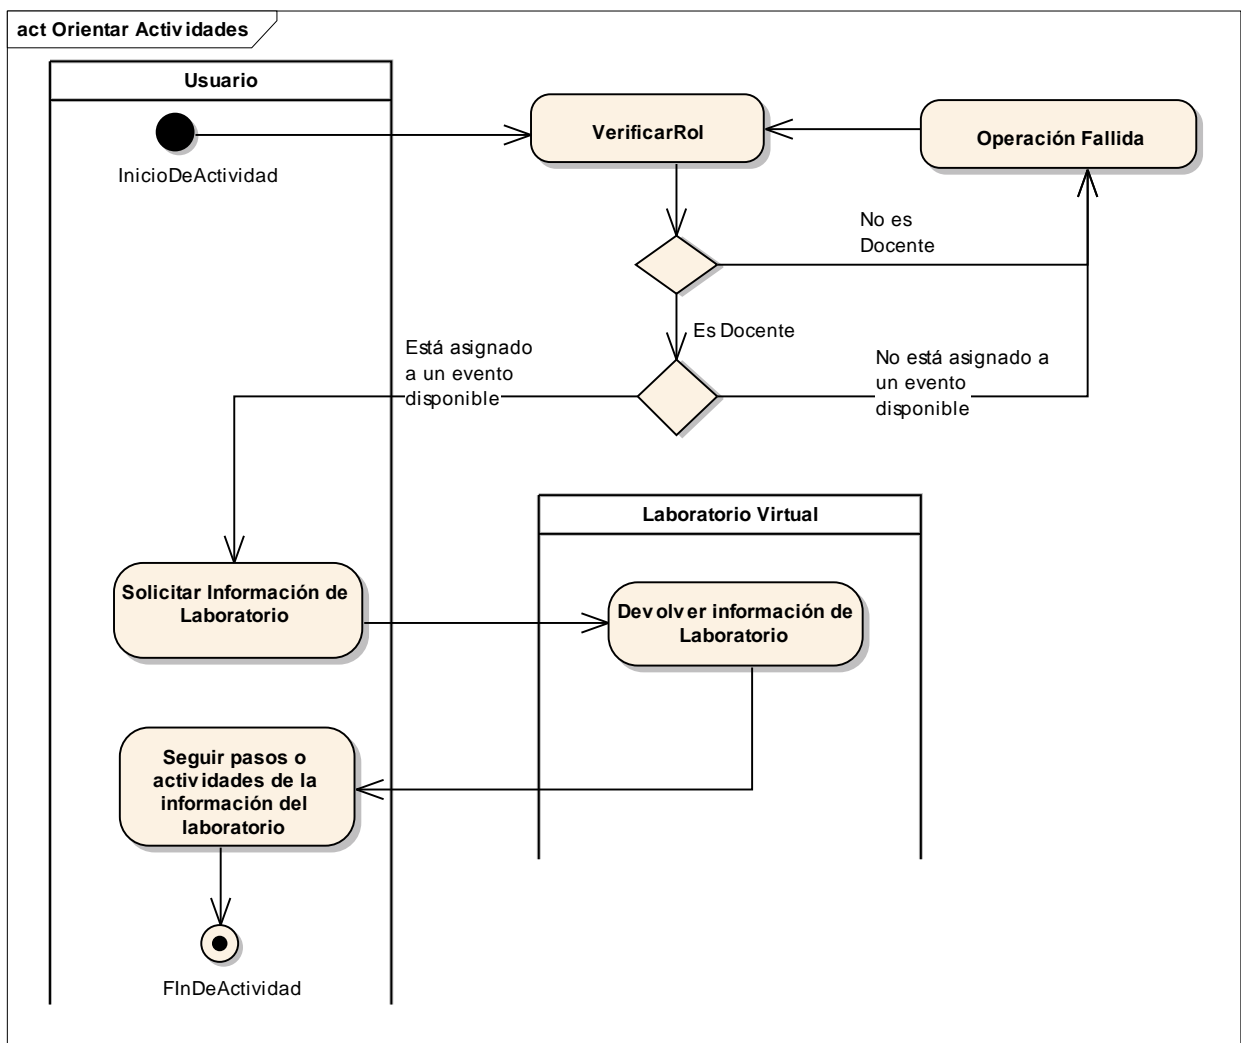 act Orientar Actividades
Usuario
InicioDeActividad
VerificarRol
Operación Fallida
No es
Docente
Es Docente
Está asignado
a un evento
disponible
No está asignado a
un evento
disponible
Laboratorio Virtual
Solicitar Información de
Laboratorio
Devolver información de
Laboratorio
Seguir pasos o
actividades de la
información del
laboratorio
FInDeActividad